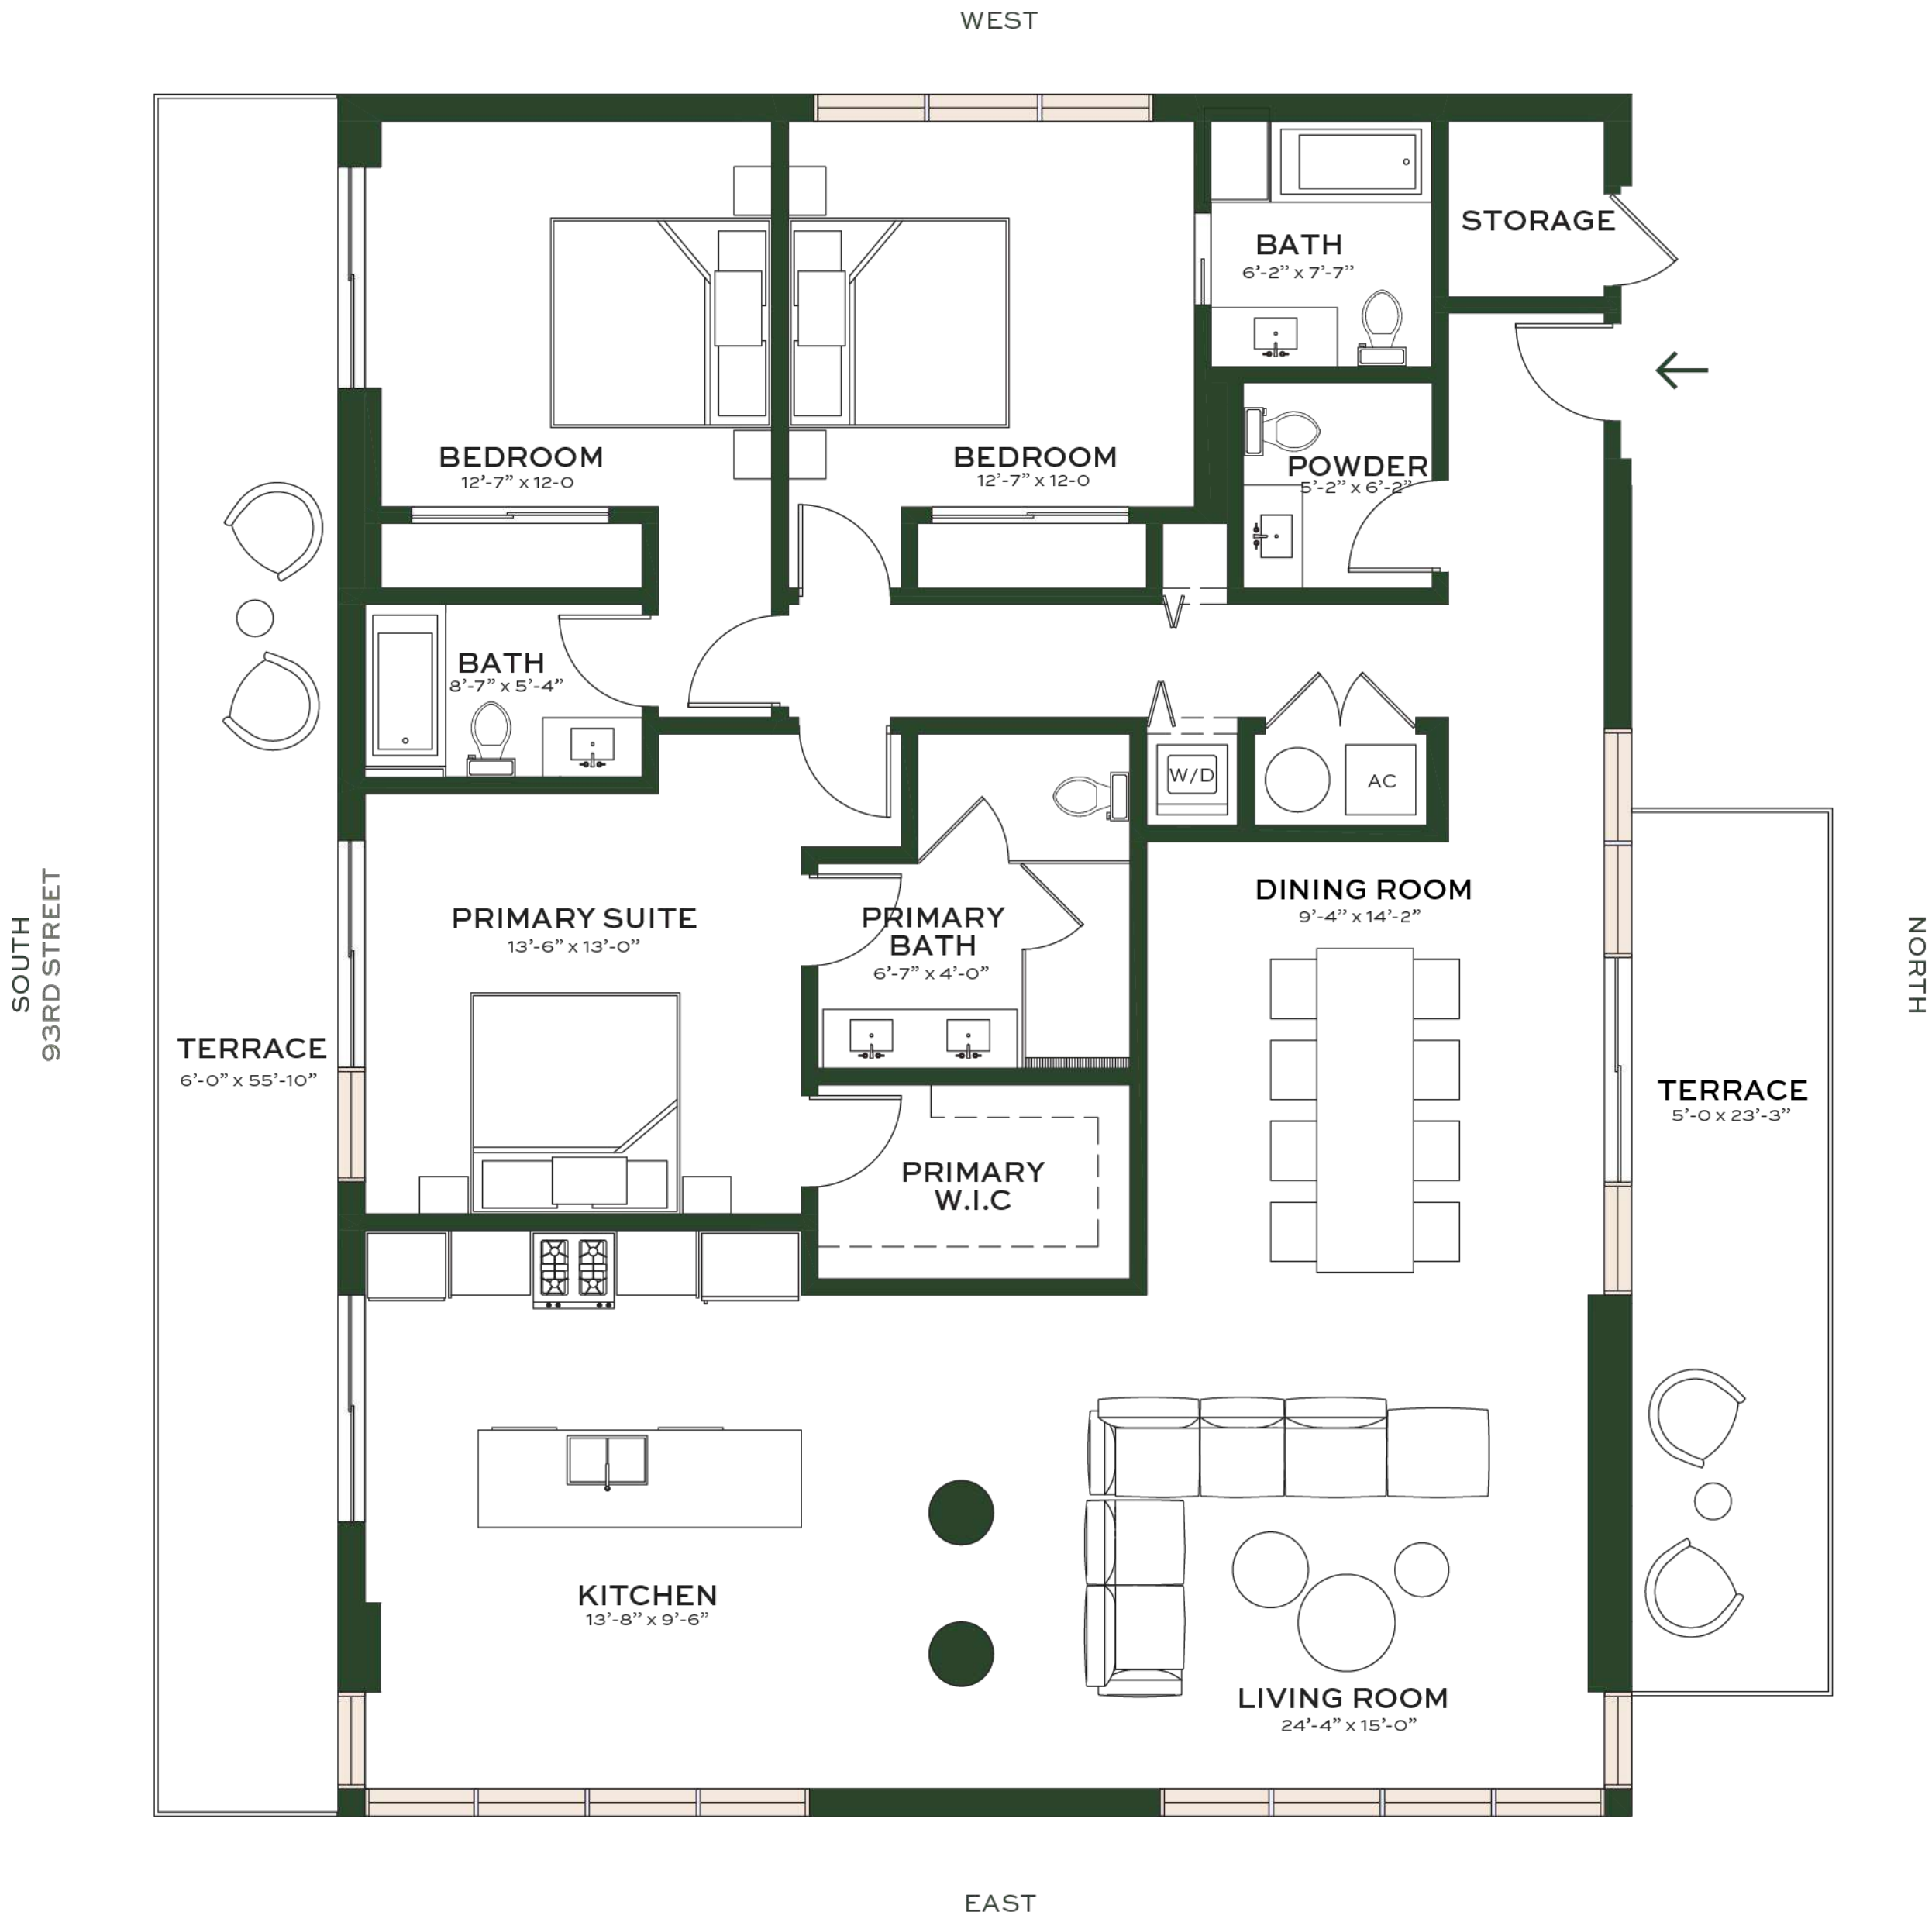 WEST
STORAGE
BATH
6’-2” x 7’-7”
BEDROOM
12’-7” x 12-0
BEDROOM
12’-7” x 12-0
POWDER
5’-2” x 6’-2”
BATH
8’-7” x 5’-4”
W/D
AC
PRIMARY SUITE
13’-6” x 13’-0”
PRIMARY
BATH
6’-7” x 4’-0”
DINING ROOM
9’-4” x 14’-2”
SOUTH
93RD STREET
NORTH
TERRACE
6’-0” x 55’-10”
TERRACE
5’-0 x 23’-3”
PRIMARY
W.I.C
KITCHEN
13’-8” x 9’-6”
LIVING ROOM
24’-4” x 15’-0”
EAST